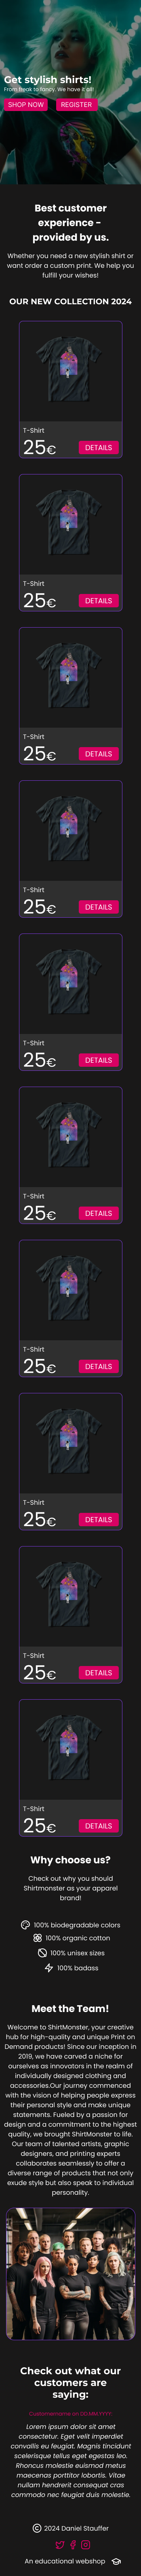 Get stylish shirts!
From freak to fancy. We have it all!
SHOP NOW
REGISTER
Best customer
experience -
provided by us.
Whether you need a new stylish shirt or
want order a custom print. We help you
fulfill your wishes!
OUR NEW COLLECTION 2024
T-Shirt
25€
DETAILS
T-Shirt
25€
DETAILS
T-Shirt
25€
DETAILS
T-Shirt
25€
DETAILS
T-Shirt
25€
DETAILS
T-Shirt
25€
DETAILS
T-Shirt
25€
DETAILS
T-Shirt
25€
DETAILS
T-Shirt
25€
DETAILS
T-Shirt
25€
DETAILS
Why choose us?
Check out why you should
Shirtmonster as your apparel
brand!
100% biodegradable colors
100% organic cotton
100% unisex sizes
100% badass
Meet the Team!
Welcome to ShirtMonster, your creative
hub for high-quality and unique Print on
Demand products! Since our inception in
2019, we have carved a niche for
ourselves as innovators in the realm of
individually designed clothing and
accessories.Our journey commenced
with the vision of helping people express
their personal style and make unique
statements. Fueled by a passion for
design and a commitment to the highest
quality, we brought ShirtMonster to life.
Our team of talented artists, graphic
designers, and printing experts
collaborates seamlessly to offer a
diverse range of products that not only
exude style but also speak to individual
personality.
Check out what our
customers are
saying:
Customername on DD.MM.YYYY:
Lorem ipsum dolor sit amet
consectetur. Eget velit imperdiet
convallis eu feugiat. Magnis tincidunt
scelerisque tellus eget egestas leo.
Rhoncus molestie euismod metus
maecenas porttitor lobortis. Vitae
nullam hendrerit consequat cras
commodo nec feugiat duis molestie.
© 2024 Daniel Stauffer
An educational webshop